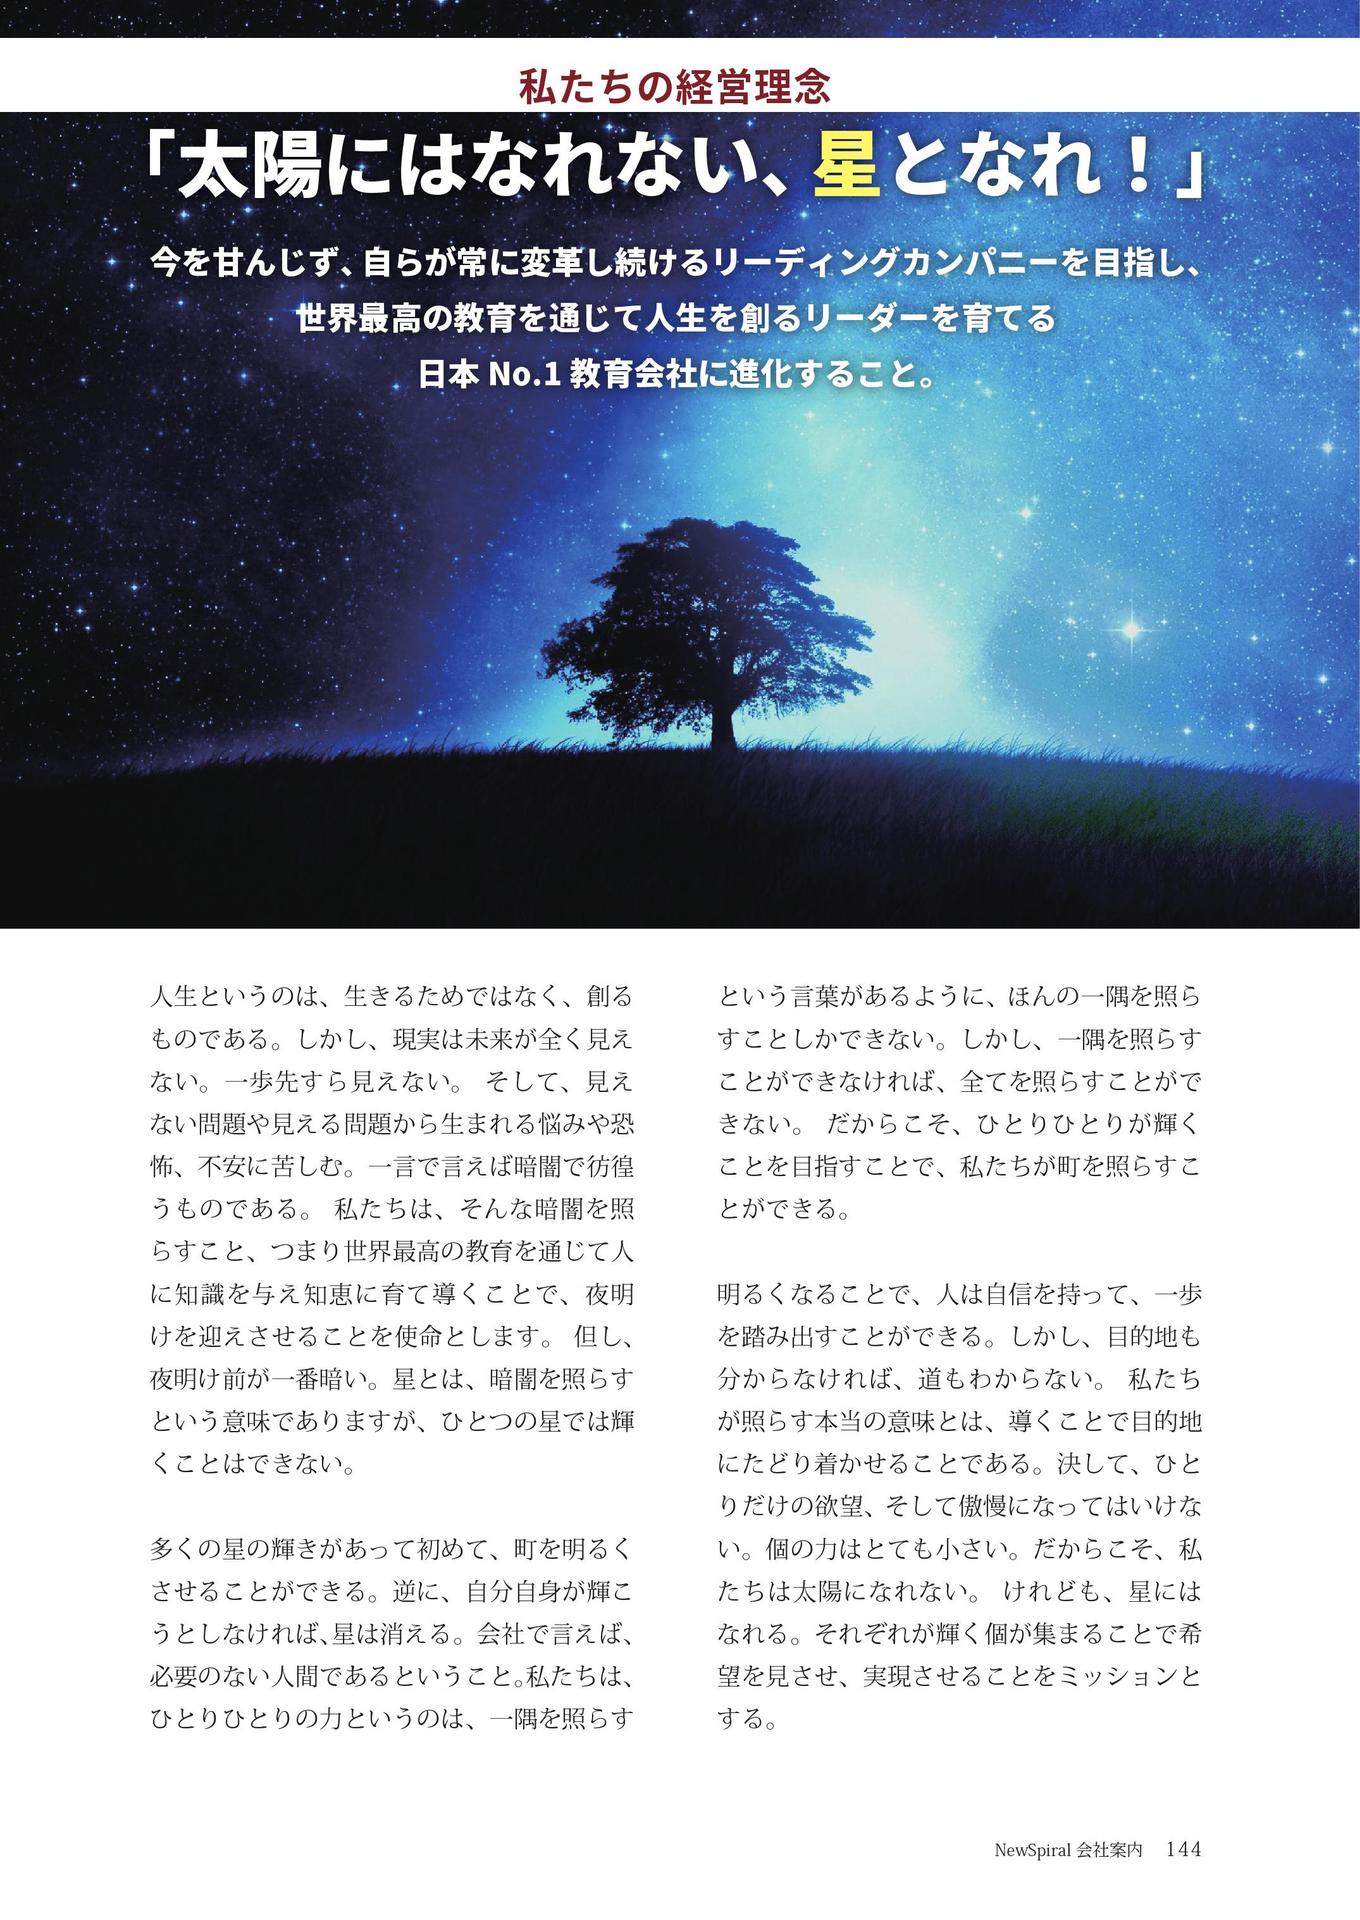 私たちの経営理念
「太陽にはなれない、星となれ！」
今を甘んじず、自らが常に変革し続けるリーディングカンパニーを目指し、
世界最高の教育を通じて人生を創るリーダーを育てる
日本 No.1 教育会社に進化すること。
人生というのは、生きるためではなく、創る
ものである。しかし、現実は未来が全く見え
ない。一歩先すら見えない。 そして、見え
ない問題や見える問題から生まれる悩みや恐
怖、不安に苦しむ。一言で言えば暗闇で彷徨
うものである。 私たちは、そんな暗闇を照
らすこと、つまり世界最高の教育を通じて人
に知識を与え知恵に育て導くことで、夜明
けを迎えさせることを使命とします。 但し、
夜明け前が一番暗い。星とは、暗闇を照らす
という意味でありますが、ひとつの星では輝
くことはできない。
多くの星の輝きがあって初めて、町を明るく
させることができる。逆に、自分自身が輝こ
うとしなければ、星は消える。会社で言えば、
必要のない人間であるということ。私たちは、
ひとりひとりの力というのは、一隅を照らす
という言葉があるように、ほんの一隅を照ら
すことしかできない。しかし、一隅を照らす
ことができなければ、全てを照らすことがで
きない。 だからこそ、ひとりひとりが輝く
ことを目指すことで、私たちが町を照らすこ
とができる。
明るくなることで、人は自信を持って、一歩
を踏み出すことができる。しかし、目的地も
分からなければ、道もわからない。 私たち
が照らす本当の意味とは、導くことで目的地
にたどり着かせることである。決して、ひと
りだけの欲望、そして傲慢になってはいけな
い。個の力はとても小さい。だからこそ、私
たちは太陽になれない。 けれども、星には
なれる。それぞれが輝く個が集まることで希
望を見させ、実現させることをミッションと
する。
NewSpiral 会社案内 144